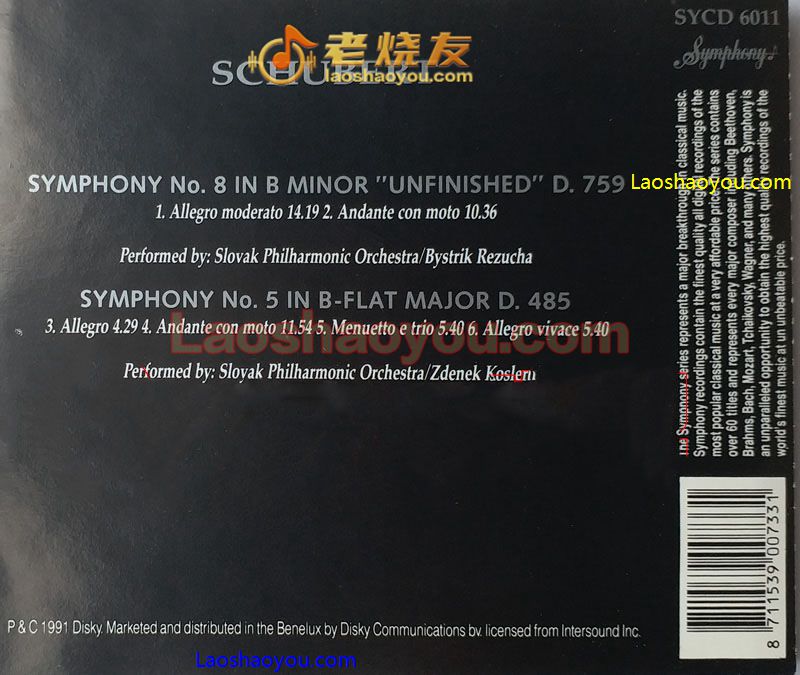 SYCD 6011
Symphony
老烧友
laoshaoyou.com
SCHUBERT
SYMPHONY No. 8 IN B MINOR "UNFINISHED" D. 759
Laoshaoyou.com
1. Allegro moderato 14.19 2. Andante con moto 10.36
Performed by: Slovak Philharmonic Orchestra/Bystrik Rezucha
SYMPHONY No. 5 IN B-FLAT MAJOR D. 485
3. Allegro 4.29 4. Andante con moto 11.54 5. Menuetto e trio 5.40 6. Allegro vivace 5.40
Laoshaoyou.com
Performed by: Sloyak Philharmonic Orchestra/Zdenek
The Symphony series represents a major breakthrough in classical music.
Symphony recordings contain the finest quality all digital recordings of the
most popular classical music at a very affordable price. The series contains
over 60 titles and represents every major composer including Beethoven,
Brahms, Bach, Mozart, Tchaikovsky, Wagner, and many others. Symphony is
an unparalleled opportunity to obtain the highest quality recordings of the
world's finest music at un unbeatable price.
8 711539 007331
P & C 1991 Disky. Marketed and distributed in the Benelux by Disky Communications bv. licensed from Intersound Inc.
Laoshaoyou.com